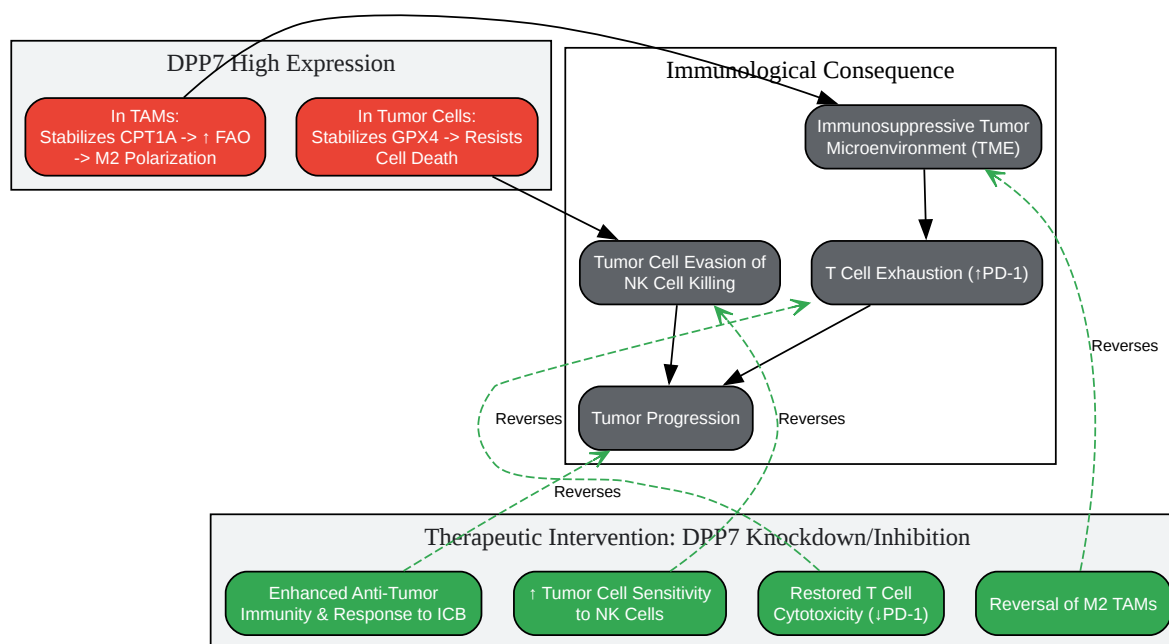 DPP7 High Expression
In TAMs:
Stabilizes CPT1A -> ↑ FAO
-> M2 Polarization
In Tumor Cells:
Stabilizes GPX4 -> Resists
Cell Death
Immunological Consequence
Immunosuppressive Tumor
Microenvironment (TME)
Tumor Cell Evasion of
NK Cell Killing
T Cell Exhaustion (↑PD-1)
Reverses
Tumor Progression
Reverses
Reverses
Reverses
Therapeutic Intervention: DPP7 Knockdown/Inhibition
Enhanced Anti-Tumor
Immunity & Response to ICB
↑ Tumor Cell Sensitivity
to NK Cells
Restored T Cell
Cytotoxicity (↓PD-1)
Reversal of M2 TAMs